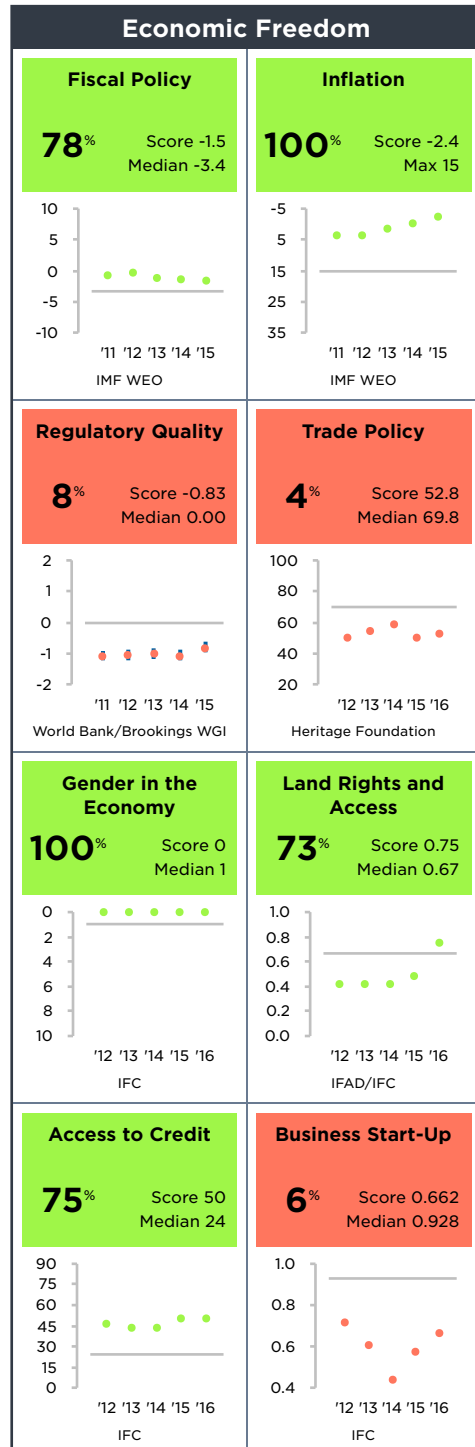 Economic Freedom
Fiscal Policy
78%
Score -1.5
Median -3.4
10
5
0
-5
-10
'11 '12 '13 '14 '15
IMF WEO
Inflation
100%
Score -2.4
Max 15
-5
5
15
25
35
'11 '12 '13 '14 '15
IMF WEO
Regulatory Quality
8%
Score -0.83
Median 0.00
2
1
0
-1
-2
'11 '12 '13 '14 '15
World Bank/Brookings WGI
Trade Policy
4%
Score 52.8
Median 69.8
100
80
60
40
20
'12 '13 '14 '15 '16
Heritage Foundation
Gender in the
Economy
100%
Score 0
Median 1
0
2
4
6
8
10
'12 '13 '14 '15 '16
IFC
Land Rights and
Access
73%
Score 0.75
Median 0.67
1.0
0.8
0.6
0.4
0.2
0.0
'12 '13 '14 '15 '16
IFAD/IFC
Access to Credit
75%
Score 50
Median 24
90
75
60
45
30
15
0
'12 '13 '14 '15 '16
IFC
Business Start-Up
6%
Score 0.662
Median 0.928
1.0
0.8
0.6
0.4
'12 '13 '14 '15 '16
IFC